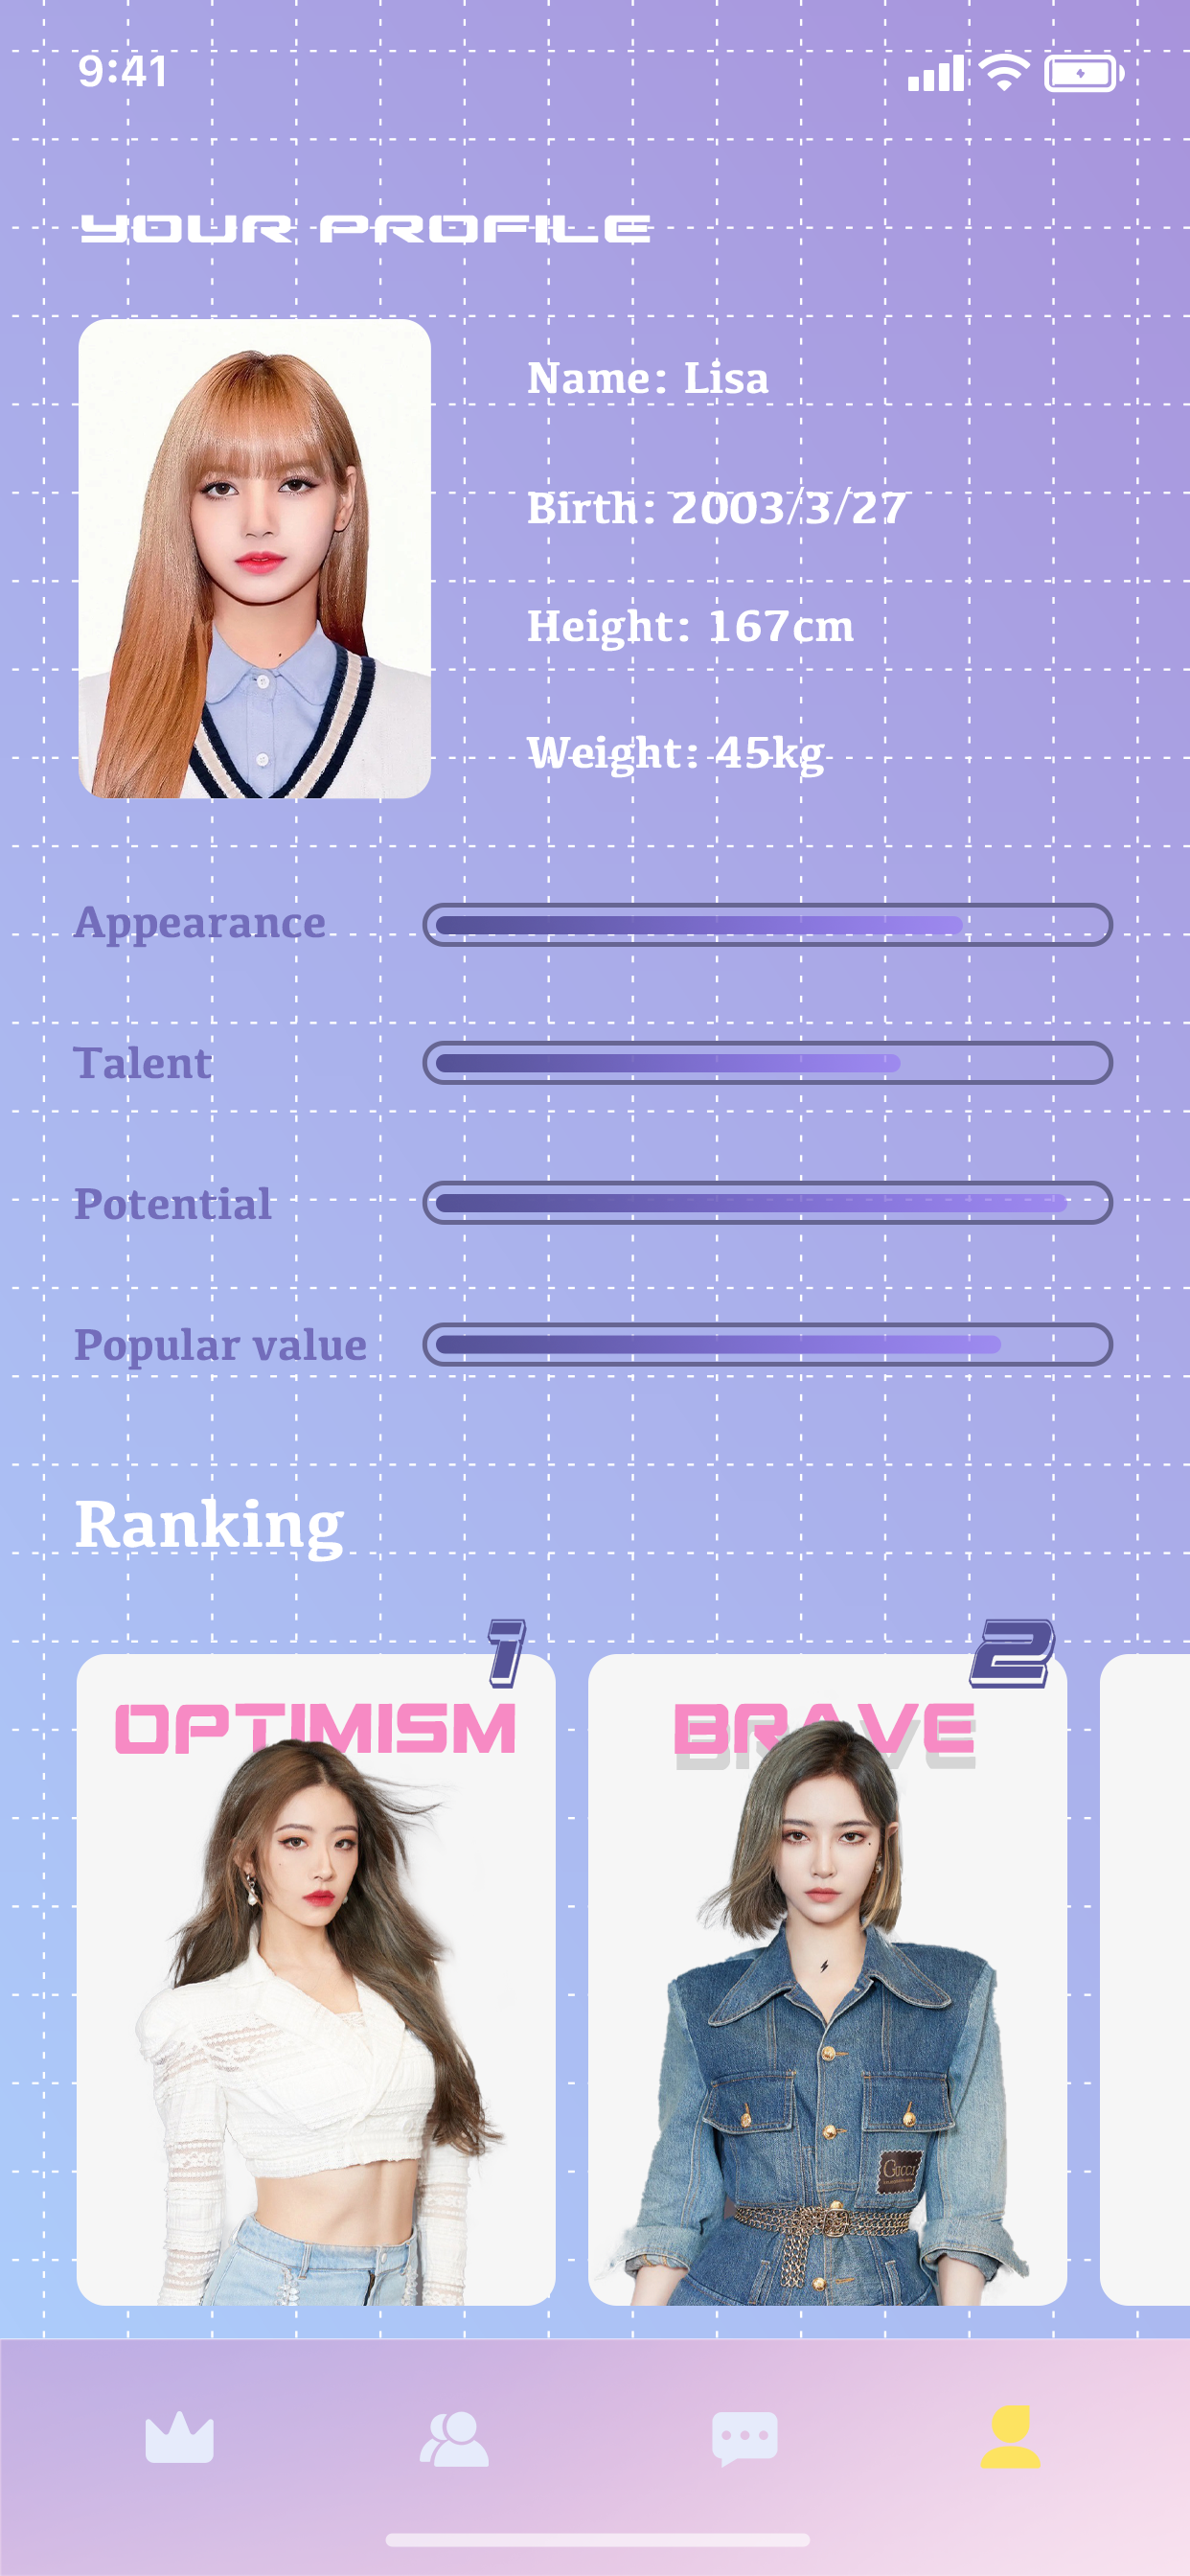 9:41
YOUR PROFILE
Name: Lisa
Birth: 2003/3/27
Height: 167cm
Weight: 45kg
Appearance
Talent
Potential
Popular value
Ranking
1
2
OPTIMISM
BRAVE
GUCCI